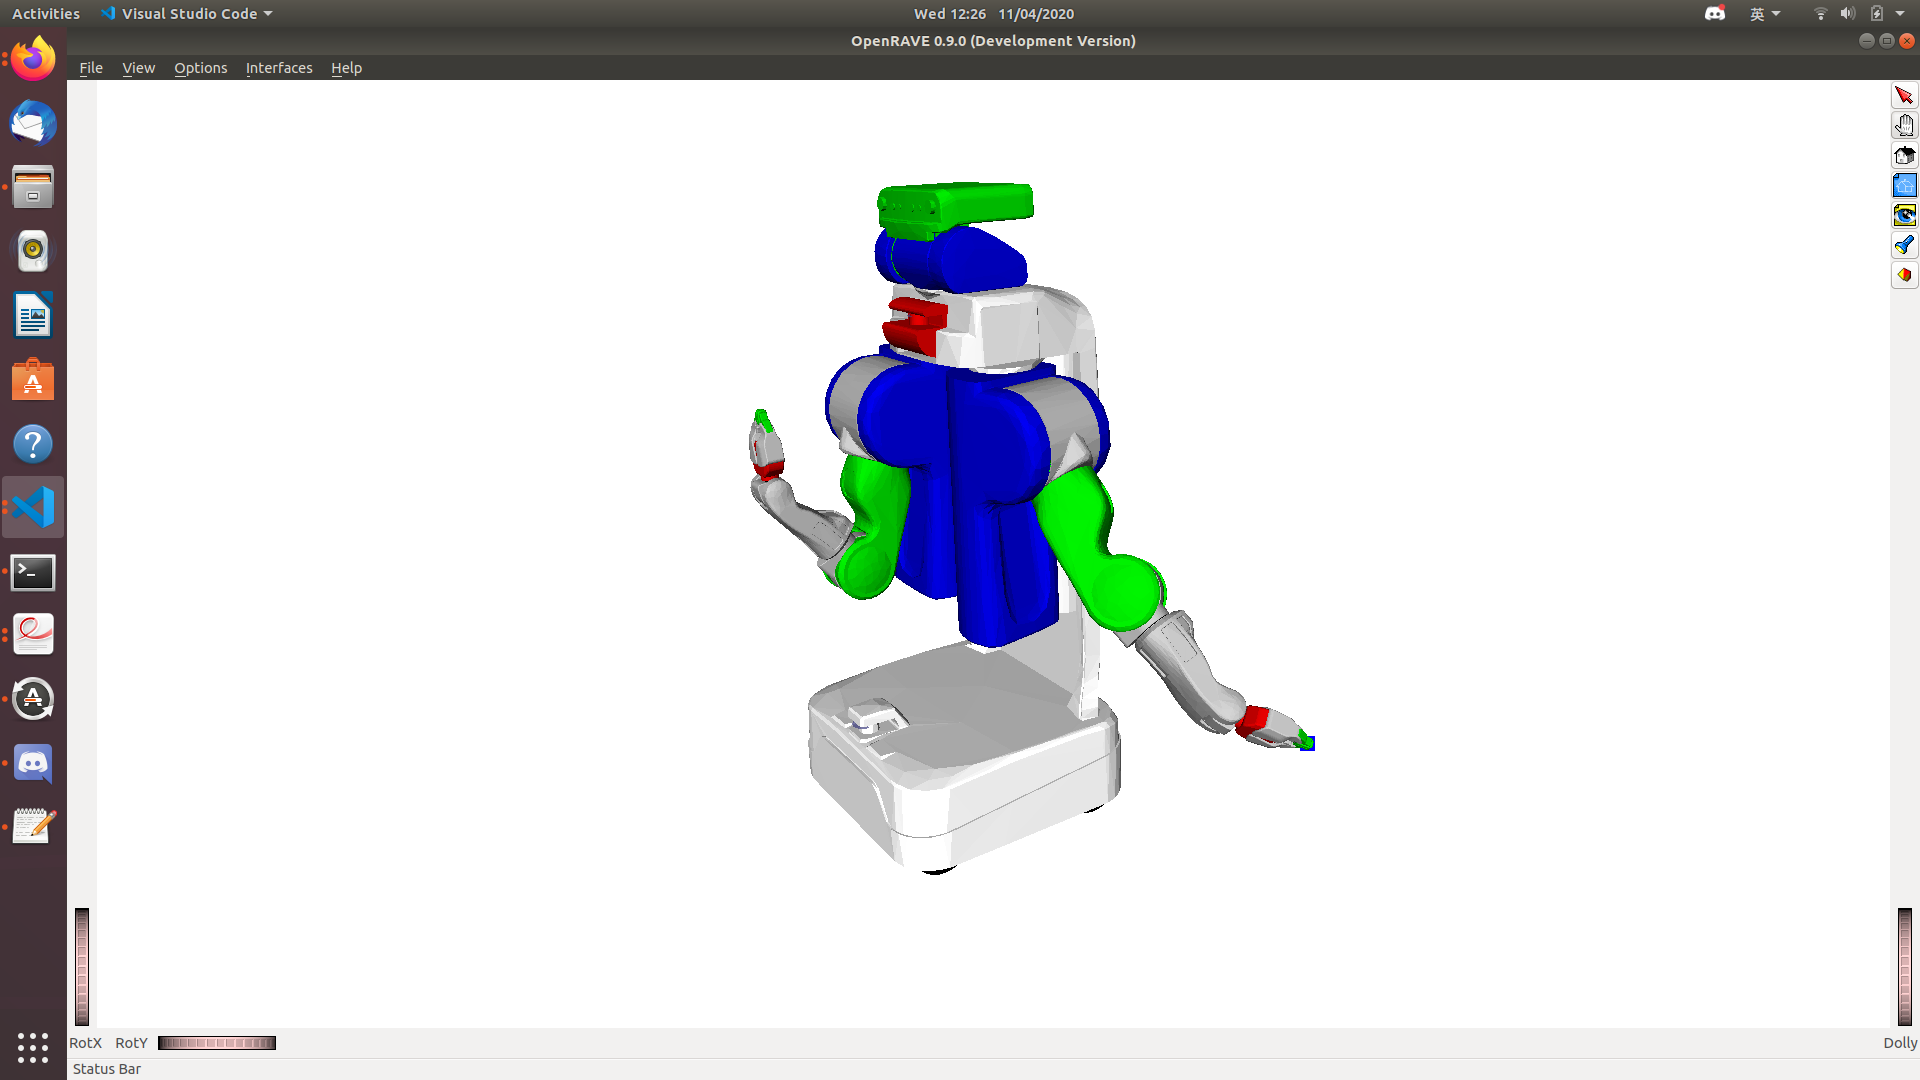 Activities Visual Studio Code Wed 12:26 11/04/2020 英
OpenRAVE 0.9.0 (Development Version)
File View Options Interfaces Help
RotX RotY Dolly
Status Bar